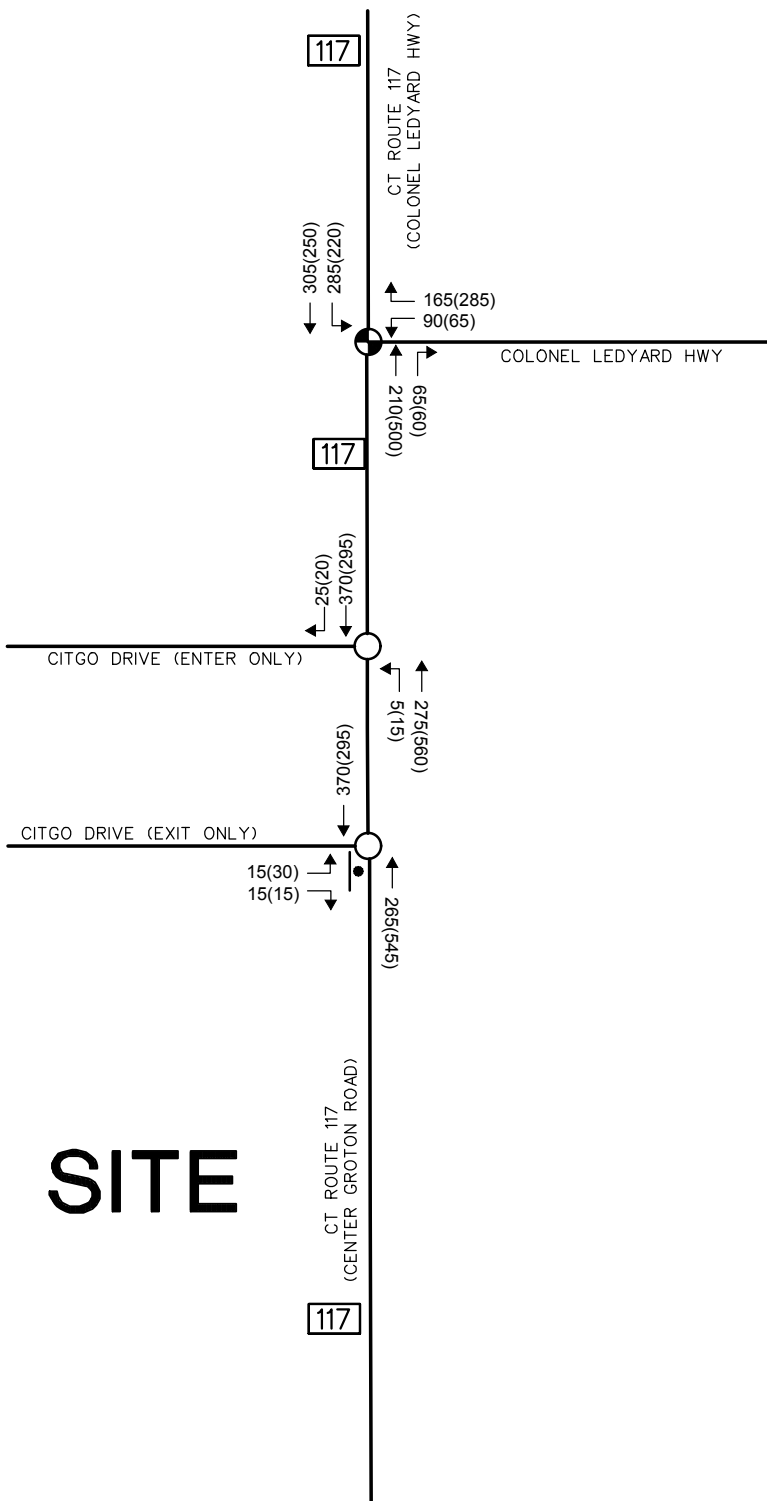 117
CT ROUTE 117
(COLONEL LEDYARD HWY)
305(250)
285(220)
165(285)
90(65)
COLONEL LEDYARD HWY
65(60)
210(500)
117
25(20)
370(295)
CITGO DRIVE (ENTER ONLY)
5(15)
275(560)
370(295)
CITGO DRIVE (EXIT ONLY)
15(30)
15(15)
265(545)
CT ROUTE 117
(CENTER GROTON ROAD)
SITE
117